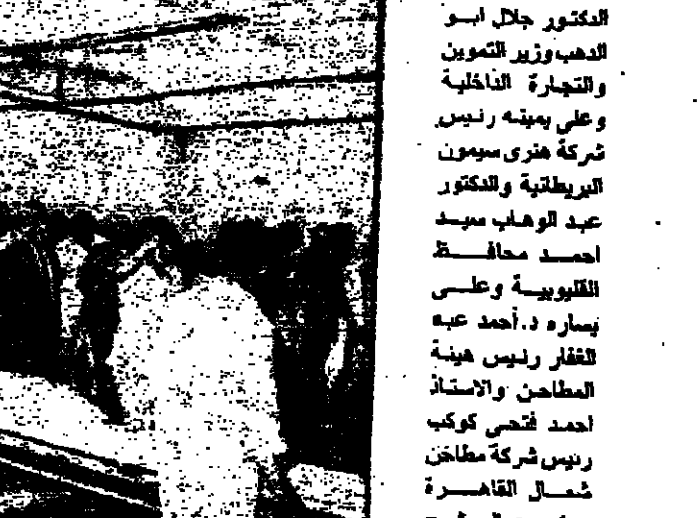 الدكتور جلال ابو
الدهب وزير التموين
والتجارة الداخلية
وعلى يمينه رئيس
شركة هنرى سيمون
البريطانية والدكتور
عبد الوهاب سيد
احمد محافظ
القليوبية وعلى
يساره د.أحمد عبد
الغفار رئيس هيئة
المطاحن والاستاذ
احمد فتحى كوكب
رئيس شركة مطاحن
شمال القاهرة